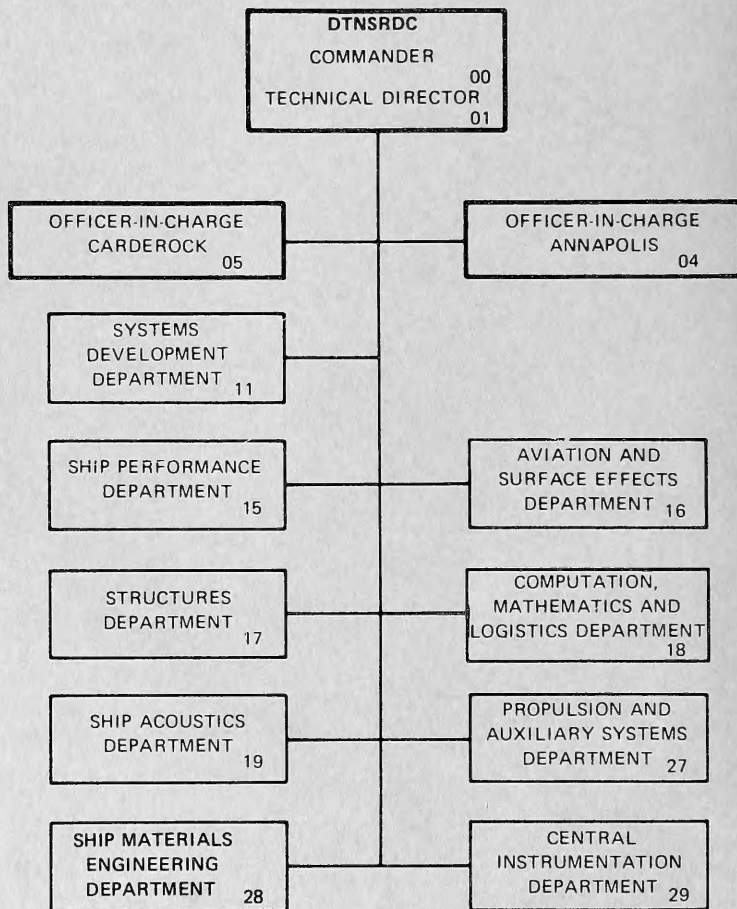 DTNSRDC
COMMANDER
00
TECHNICAL DIRECTOR
01
OFFICER-IN-CHARGE
CARDEROCK
05
OFFICER-IN-CHARGE
ANNAPOLIS
04
SYSTEMS
DEVELOPMENT
DEPARTMENT
11
SHIP PERFORMANCE
DEPARTMENT
15
AVIATION AND
SURFACE EFFECTS
DEPARTMENT 16
STRUCTURES
DEPARTMENT
17
COMPUTATION,
MATHEMATICS AND
LOGISTICS DEPARTMENT
18
SHIP ACOUSTICS
DEPARTMENT
19
PROPULSION AND
AUXILIARY SYSTEMS
DEPARTMENT 27
SHIP MATERIALS
ENGINEERING
DEPARTMENT 28
CENTRAL
INSTRUMENTATION
DEPARTMENT 29